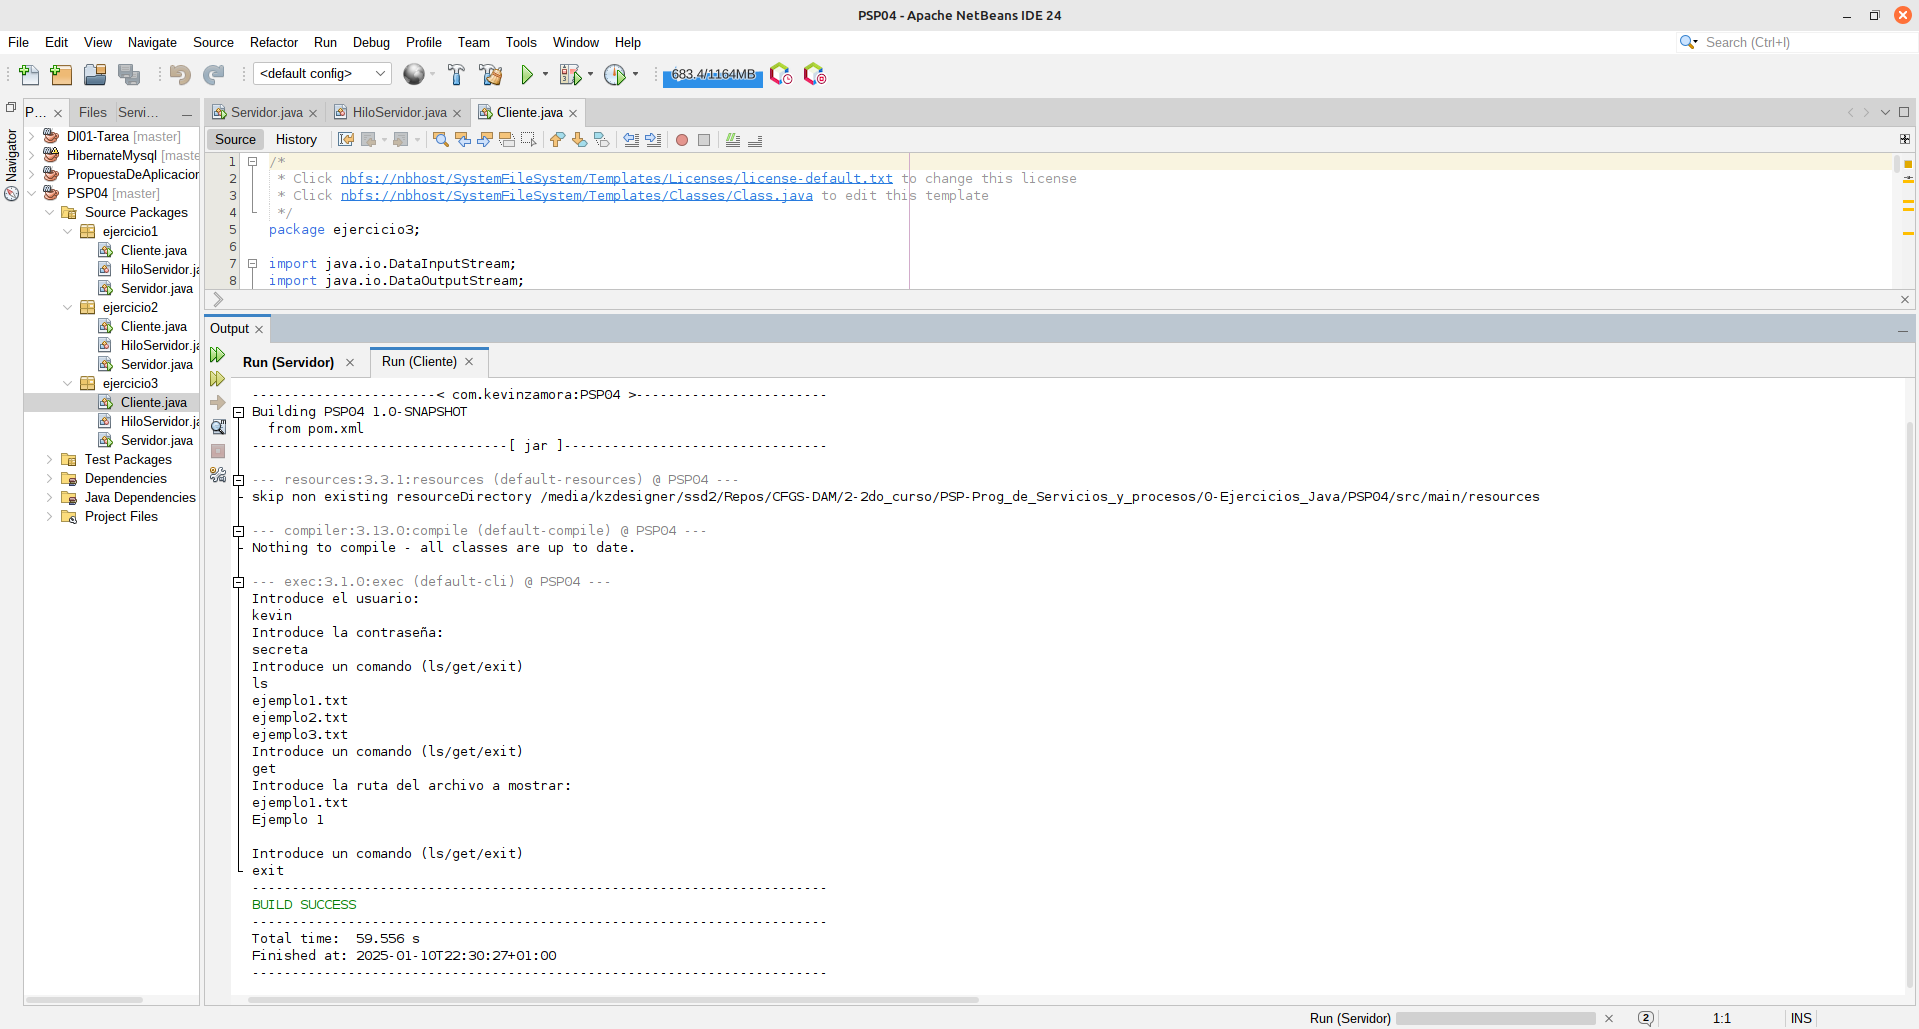 PSP04 - Apache NetBeans IDE 24
File Edit View Navigate Source Refactor Run Debug Profile Team Tools Window Help
Search (Ctrl+I)
<default config>
683.4/1164MB
P... Files Servi...
Navigator
DI01-Tarea [master]
HibernateMysql [maste
PropuestaDeAplicacior
PSP04 [master]
Source Packages
ejercicio1
Cliente.java
HiloServidor.ja
Servidor.java
ejercicio2
Cliente.java
HiloServidor.ja
Servidor.java
ejercicio3
Cliente.java
HiloServidor.ja
Servidor.java
Test Packages
Dependencies
Java Dependencies
Project Files
Servidor.java HiloServidor.java Cliente.java
Source History
1 /*
2 * Click nbfs://nbhost/SystemFileSystem/Templates/Licenses/license-default.txt to change this license
3 * Click nbfs://nbhost/SystemFileSystem/Templates/Classes/Class.java to edit this template
4 */
5 package ejercicio3;
6
7 import java.io.DataInputStream;
8 import java.io.DataOutputStream;
Output
Run (Servidor) Run (Cliente)
-----------------------< com.kevinzamora:PSP04 >------------------------
Building PSP04 1.0-SNAPSHOT
from pom.xml
--------------------------------[ jar ]---------------------------------
--- resources:3.3.1:resources (default-resources) @ PSP04 ---
skip non existing resourceDirectory /media/kzdesigner/ssd2/Repos/CFGS-DAM/2-2do_curso/PSP-Prog_de_Servicios_y_procesos/0-Ejercicios_Java/PSP04/src/main/resources
--- compiler:3.13.0:compile (default-compile) @ PSP04 ---
Nothing to compile - all classes are up to date.
--- exec:3.1.0:exec (default-cli) @ PSP04 ---
Introduce el usuario:
kevin
Introduce la contraseña:
secreta
Introduce un comando (ls/get/exit)
ls
ejemplo1.txt
ejemplo2.txt
ejemplo3.txt
Introduce un comando (ls/get/exit)
get
Introduce la ruta del archivo a mostrar:
ejemplo1.txt
Ejemplo 1
Introduce un comando (ls/get/exit)
exit
------------------------------------------------------------------------
BUILD SUCCESS
------------------------------------------------------------------------
Total time:  59.556 s
Finished at: 2025-01-10T22:30:27+01:00
------------------------------------------------------------------------
Run (Servidor) 2 1:1 INS